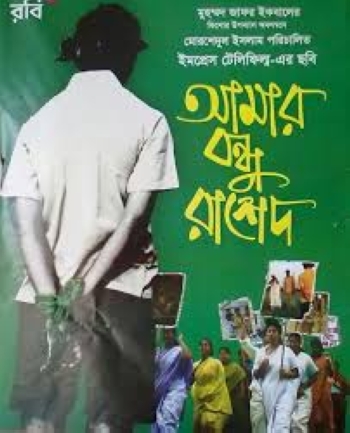 রবি
মুহম্মদ জাফর ইকবালের
কিশোর উপন্যাস অবলম্বনে
মোরশেদুল ইসলাম পরিচালিত
ইমপ্রেস টেলিফিল্ম-এর ছবি
আমার
বন্ধু
রাশেদ